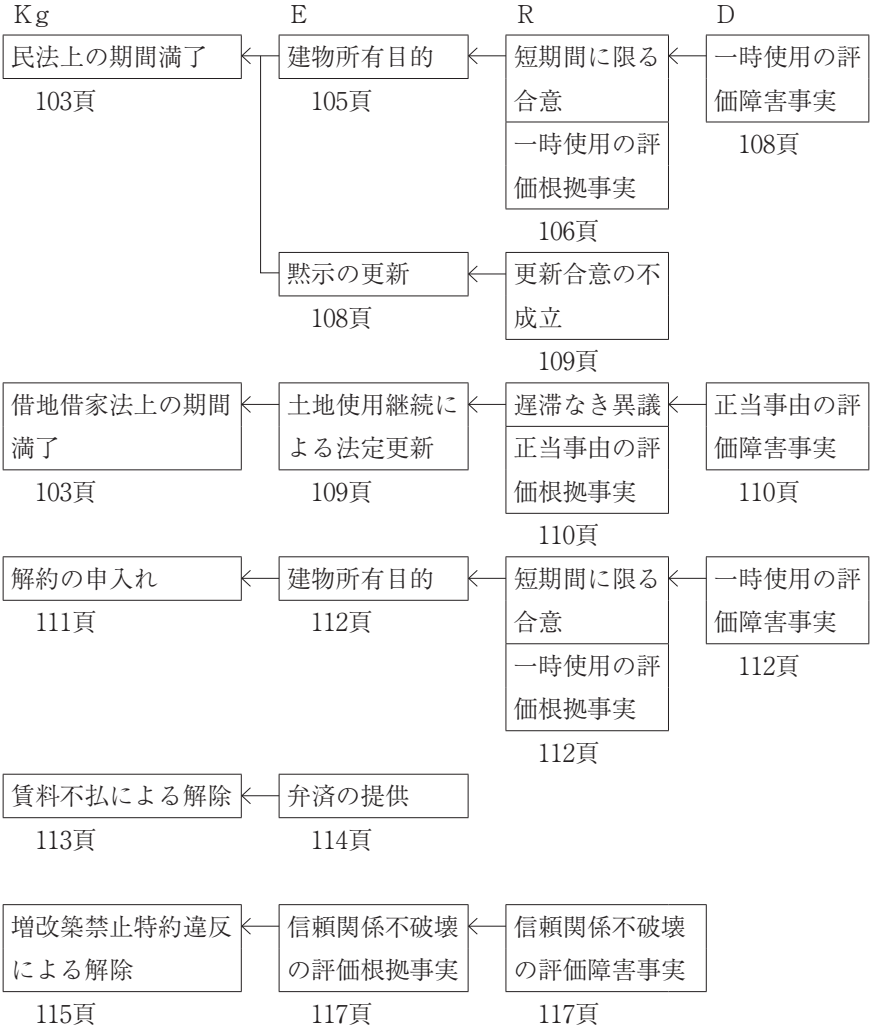 Kg E R D
民法上の期間満了 建物所有目的 短期間に限る 一時使用の評
103頁 105頁 合意 価障害事実
一時使用の評 108頁
価根拠事実
106頁
黙示の更新 更新合意の不
108頁 成立
109頁
借地借家法上の期間 土地使用継続に 遅滞なき異議 正当事由の評
満了 よる法定更新 正当事由の評 価障害事実
103頁 109頁 価根拠事実 110頁
110頁
解約の申入れ 建物所有目的 短期間に限る 一時使用の評
111頁 112頁 合意 価障害事実
一時使用の評 112頁
価根拠事実
112頁
賃料不払による解除 弁済の提供
113頁 114頁
増改築禁止特約違反 信頼関係不破壊 信頼関係不破壊
による解除 の評価根拠事実 の評価障害事実
115頁 117頁 117頁